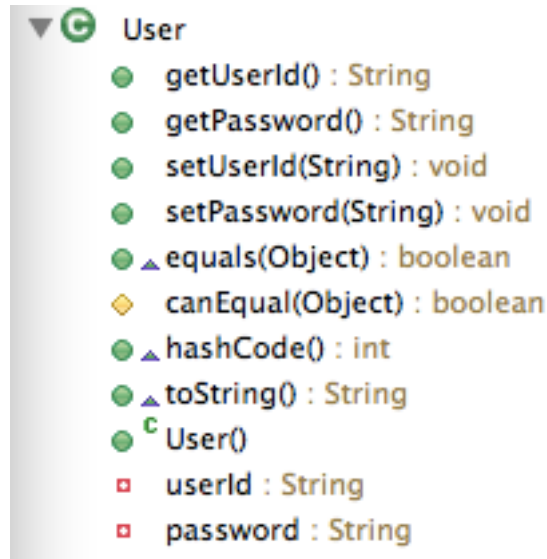 C User
getUserId() : String
getPassword() : String
setUserId(String) : void
setPassword(String) : void
equals(Object) : boolean
canEqual(Object) : boolean
hashCode() : int
toString() : String
C User()
userId : String
password : String